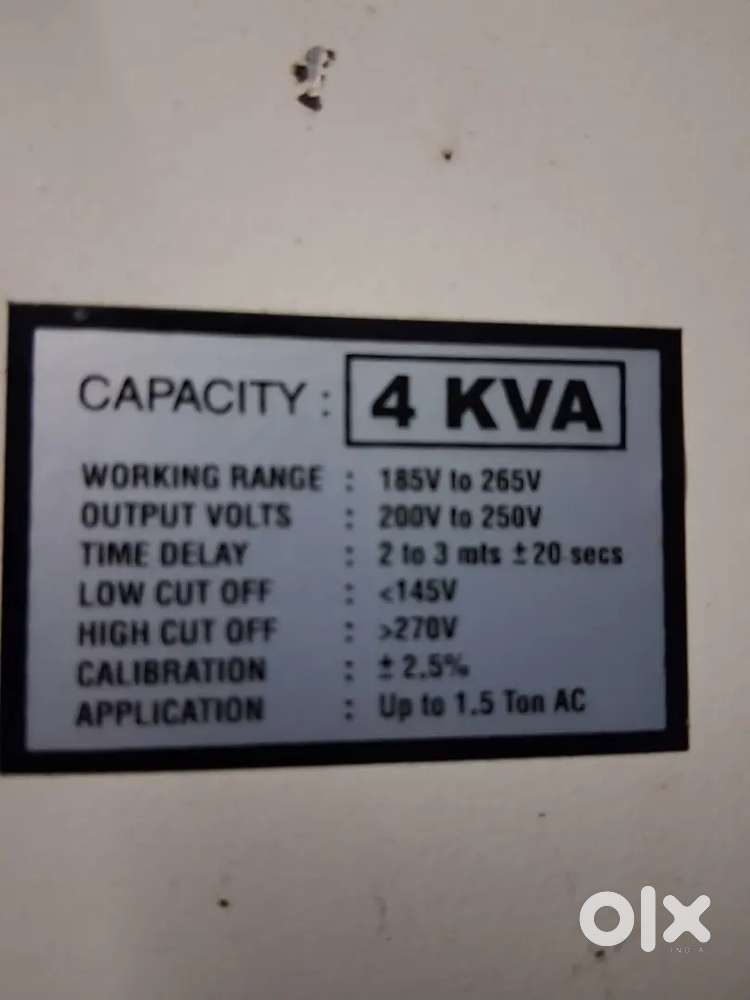 CAPACITY : 4 KVA
WORKING RANGE : 185V to 265V
OUTPUT VOLTS : 200V to 250V
TIME DELAY : 2 to 3 mts ±20 secs
LOW CUT OFF : <145V
HIGH CUT OFF : >270V
CALIBRATION : ± 2.5%
APPLICATION : Up to 1.5 Ton AC
olx
INDIA